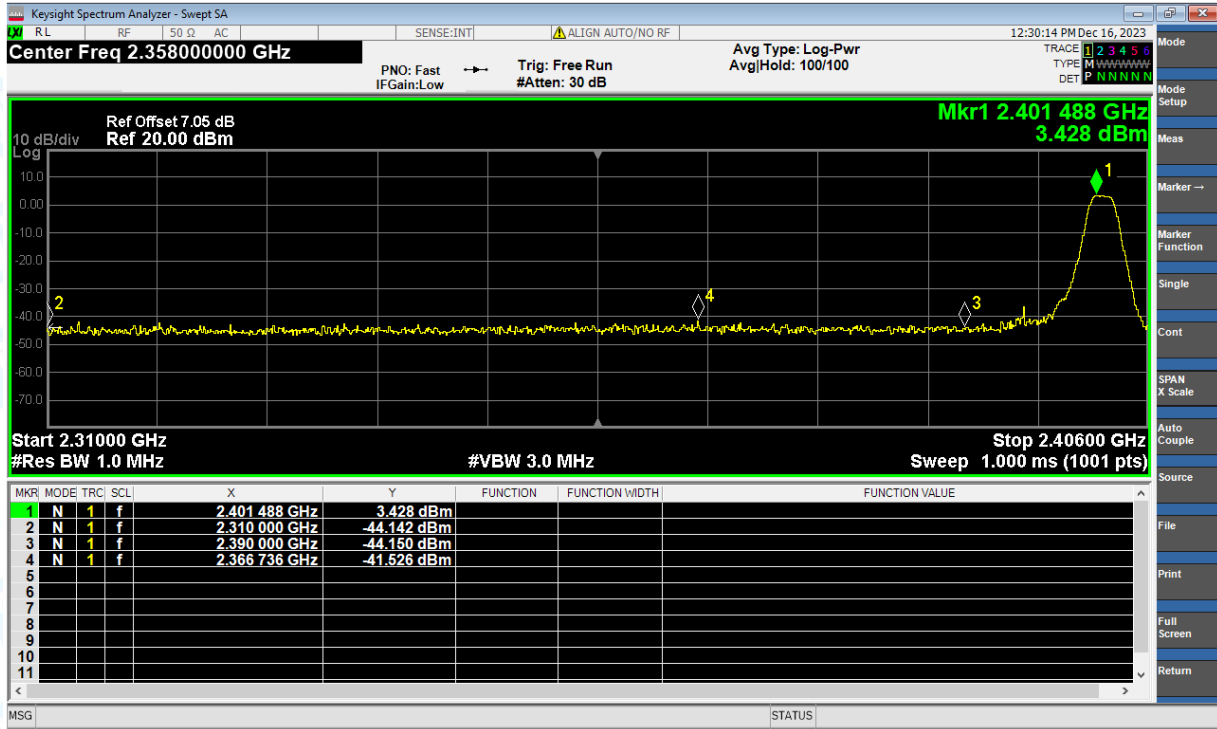 Keysight Spectrum Analyzer - Swept SA
LXI RL RF 50 Ω AC SENSE:INT ALIGN AUTO/NO RF 12:30:14 PM Dec 16, 2023
Center Freq 2.358000000 GHz
Avg Type: Log-Pwr
Avg|Hold: 100/100
PNO: Fast
IFGain:Low
Trig: Free Run
#Atten: 30 dB
TRACE 1 2 3 4 5 6
TYPE M WWWWW
DET P N N N N N
Mkr1 2.401 488 GHz
3.428 dBm
Ref Offset 7.05 dB
10 dB/div Ref 20.00 dBm
Log
10.0
0.00
-10.0
-20.0
-30.0
-40.0
-50.0
-60.0
-70.0
1
2
4
3
Start 2.31000 GHz Stop 2.40600 GHz
#Res BW 1.0 MHz #VBW 3.0 MHz Sweep 1.000 ms (1001 pts)
MKR MODE TRC SCL X Y FUNCTION FUNCTION WIDTH FUNCTION VALUE
1 N 1 f 2.401 488 GHz 3.428 dBm
2 N 1 f 2.310 000 GHz -44.142 dBm
3 N 1 f 2.390 000 GHz -44.150 dBm
4 N 1 f 2.366 736 GHz -41.526 dBm
5
6
7
8
9
10
11
MSG STATUS
Mode
Mode
Setup
Meas
Marker →
Marker
Function
Single
Cont
SPAN
X Scale
Auto
Couple
Source
File
Print
Full
Screen
Return